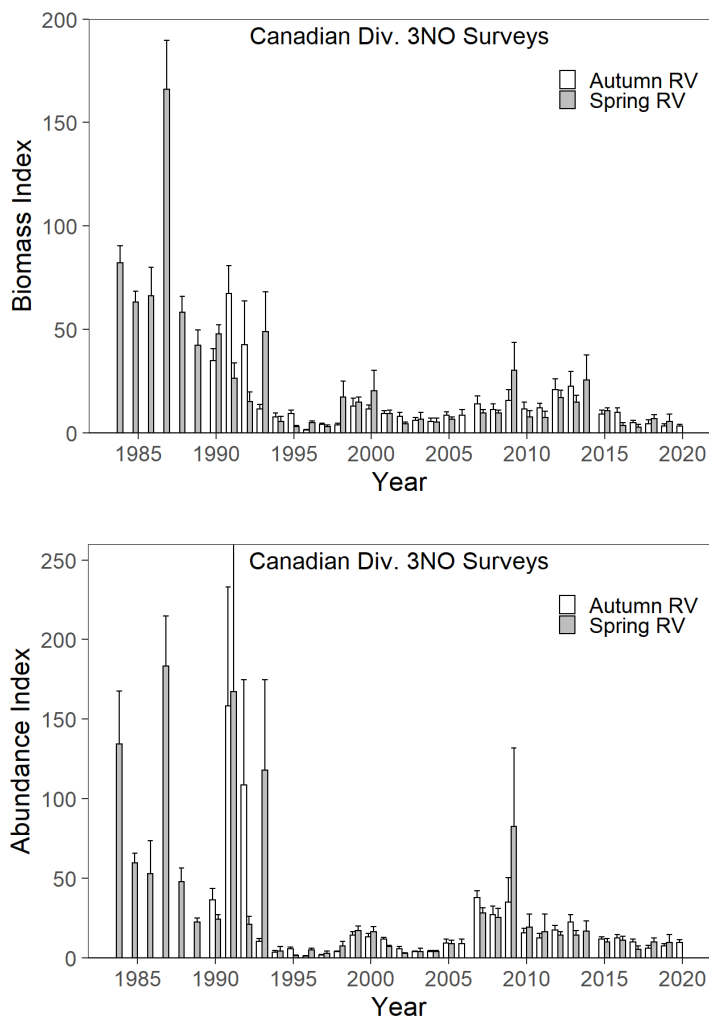 Canadian Div. 3NO Surveys
Autumn RV
Spring RV
Biomass Index
200
150
100
50
0
1985 1990 1995 2000 2005 2010 2015 2020
Year
Canadian Div. 3NO Surveys
Autumn RV
Spring RV
Abundance Index
250
200
150
100
50
0
1985 1990 1995 2000 2005 2010 2015 2020
Year